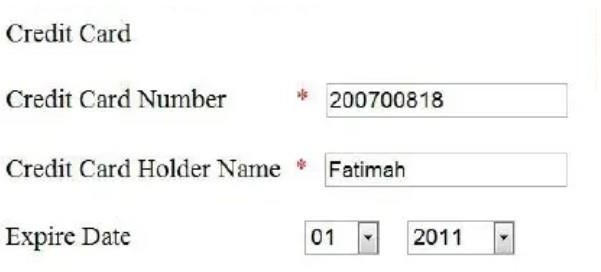 Credit Card
Credit Card Number * 200700818
Credit Card Holder Name * Fatimah
Expire Date 01 2011